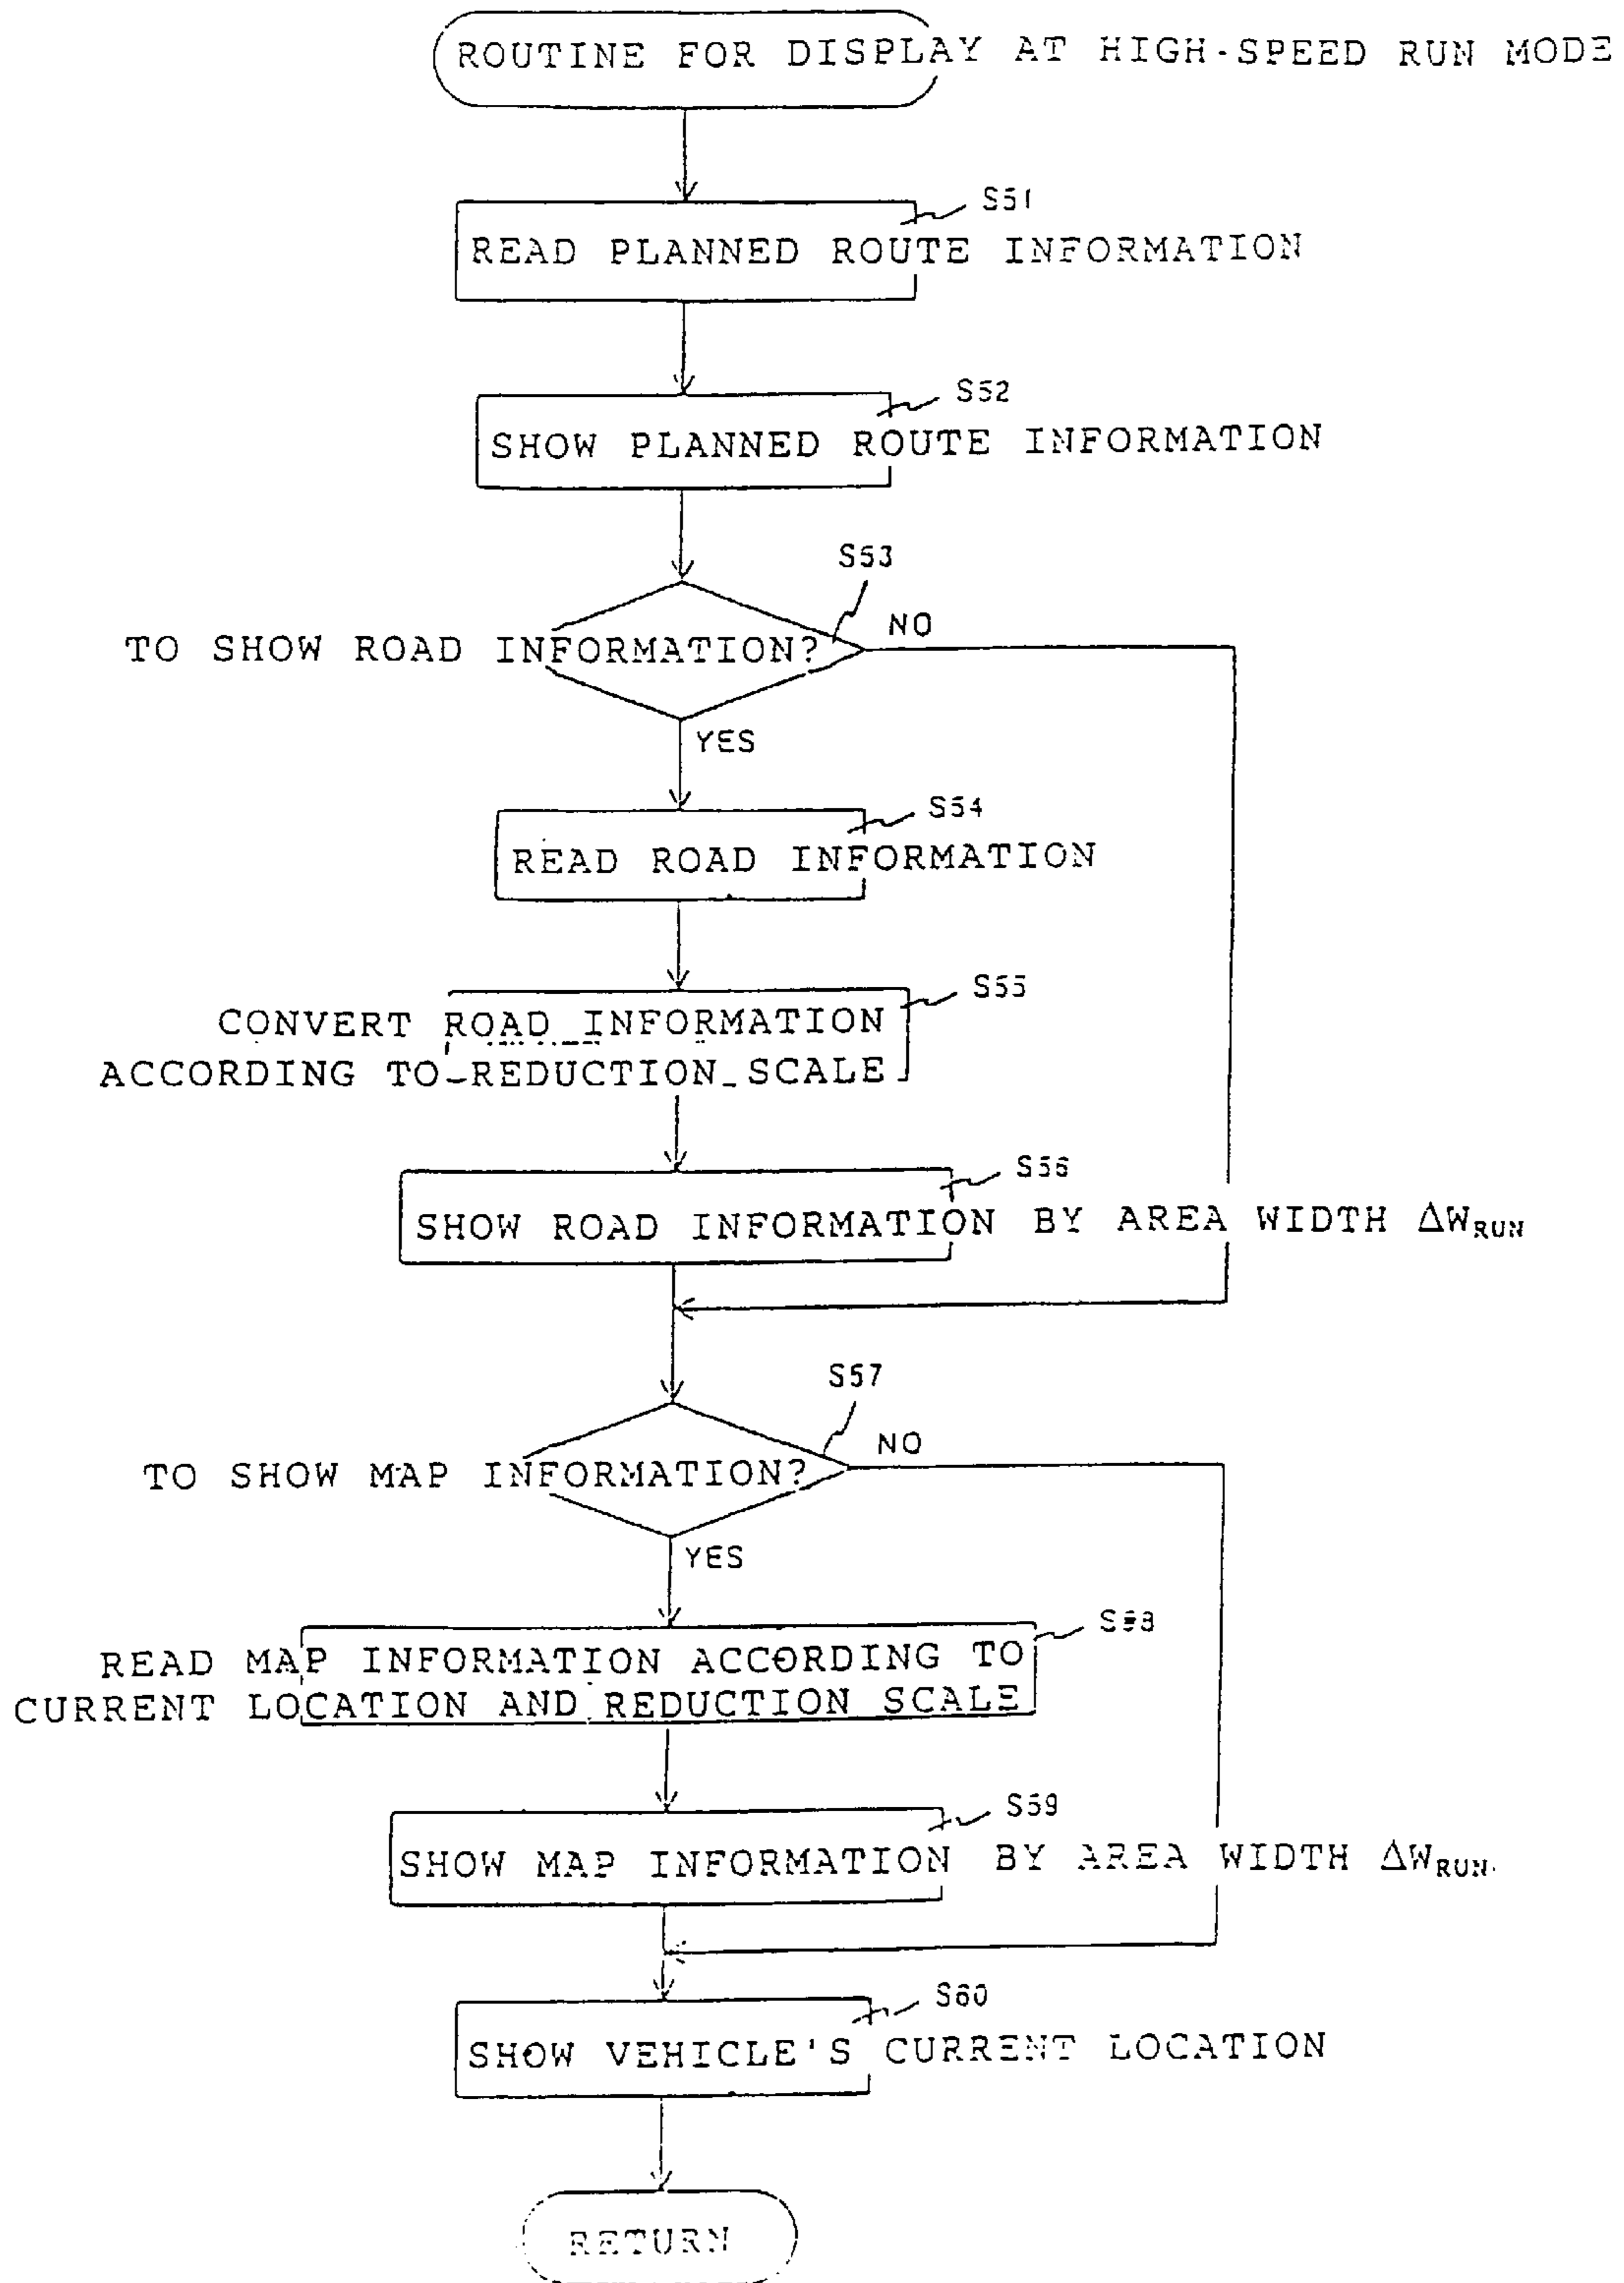 ROUTINE FOR DISPLAY AT HIGH-SPEED RUN MODE
S51
READ PLANNED ROUTE INFORMATION
S52
SHOW PLANNED ROUTE INFORMATION
S53
TO SHOW ROAD INFORMATION?
NO
YES
S54
READ ROAD INFORMATION
S55
CONVERT ROAD INFORMATION
ACCORDING TO REDUCTION SCALE
S56
SHOW ROAD INFORMATION BY AREA WIDTH ΔW_RUN
S57
TO SHOW MAP INFORMATION?
NO
YES
S58
READ MAP INFORMATION ACCORDING TO
CURRENT LOCATION AND REDUCTION SCALE
S59
SHOW MAP INFORMATION BY AREA WIDTH ΔW_RUN
S60
SHOW VEHICLE'S CURRENT LOCATION
RETURN